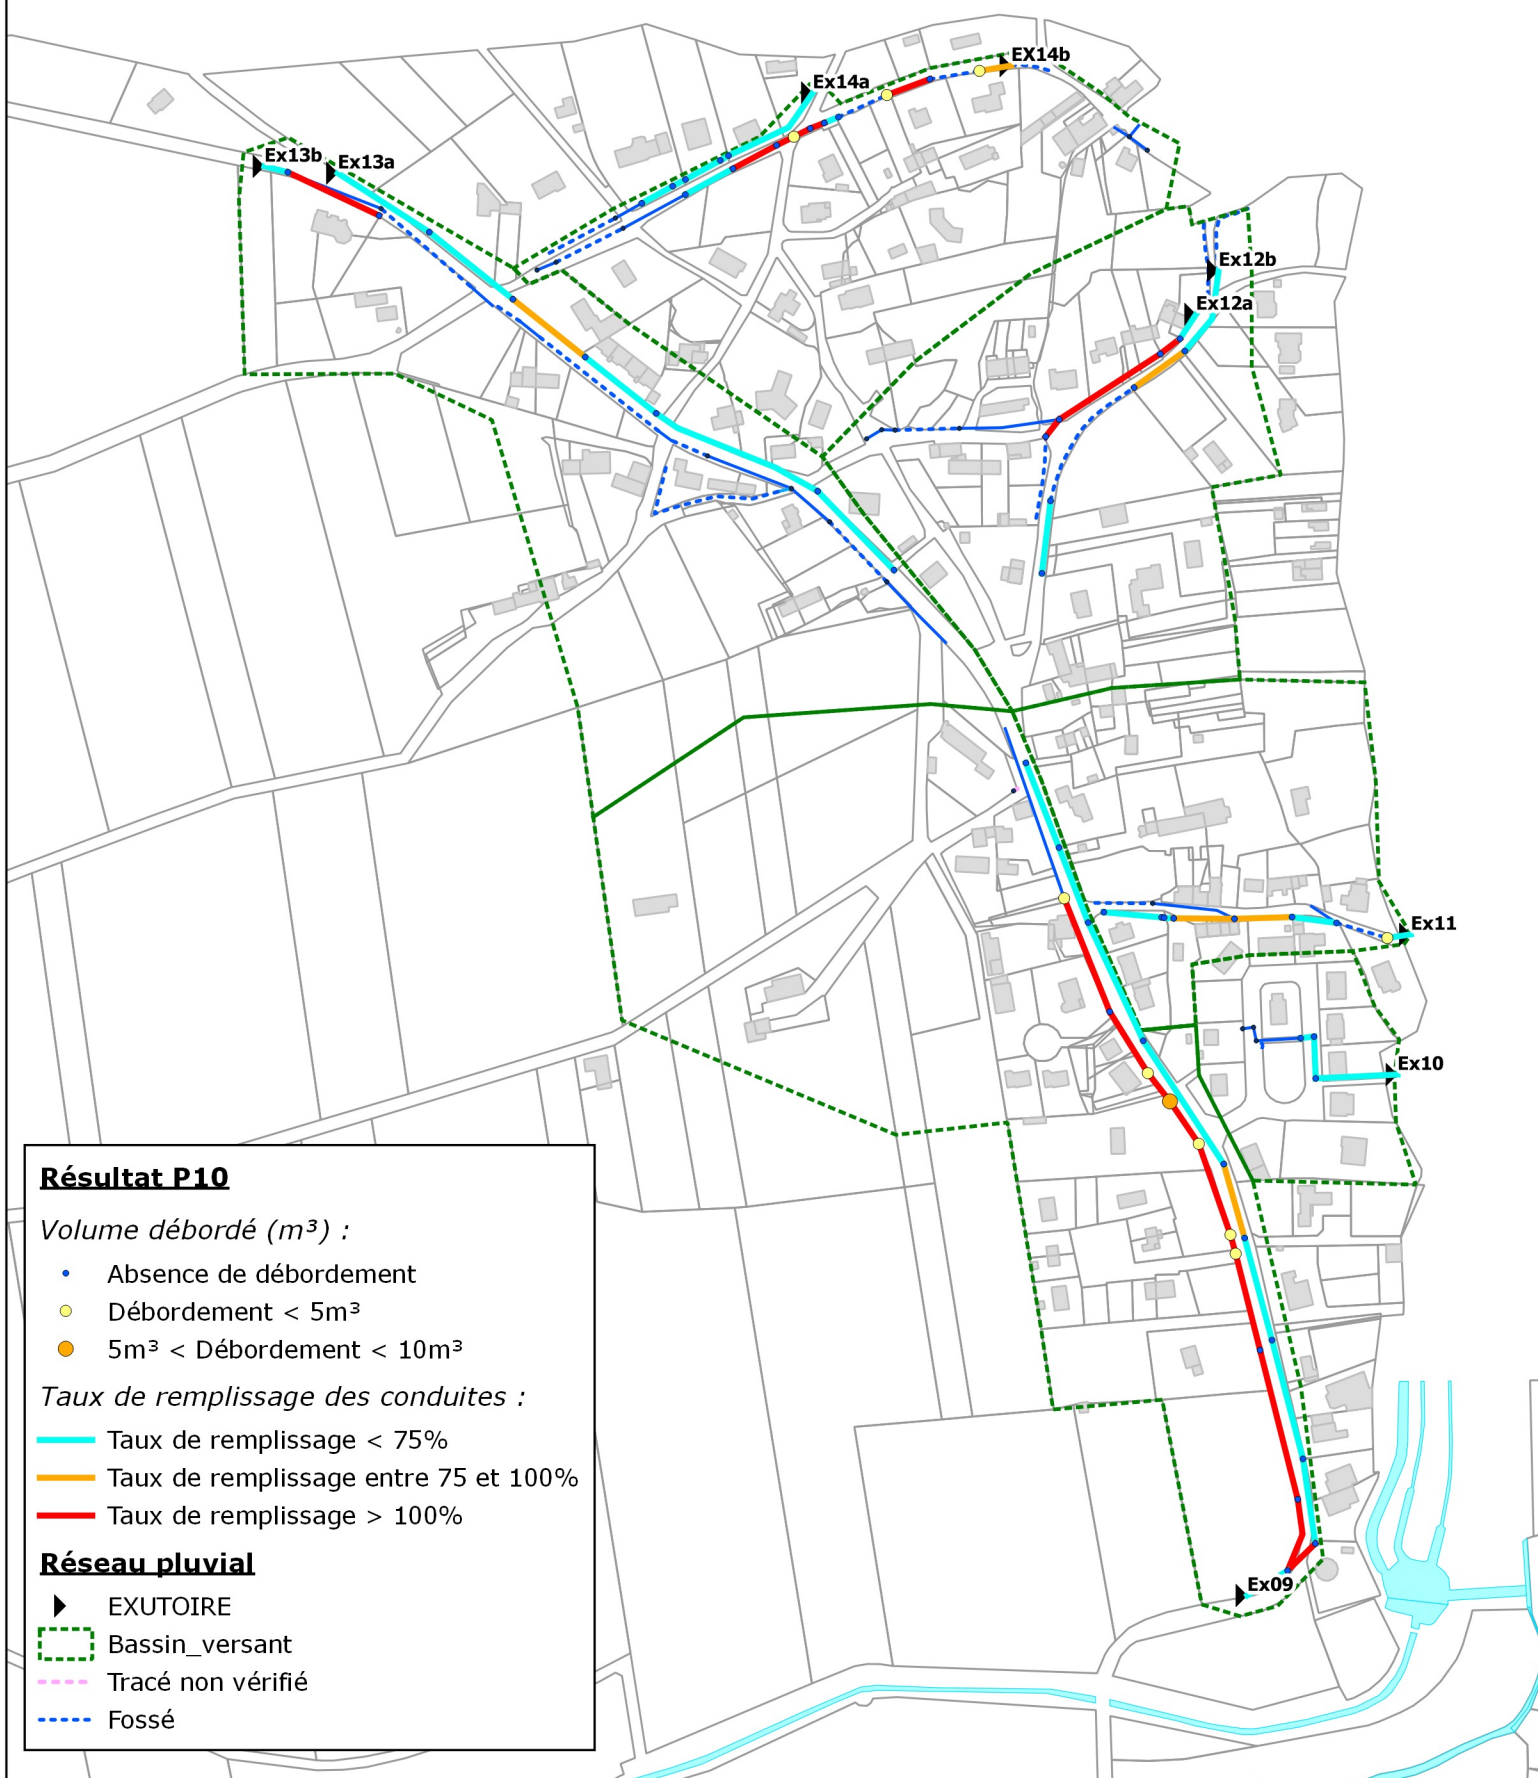 EX14b
Ex14a
Ex13b
Ex13a
Ex12b
Ex12a
Ex11
Ex10
Ex09
Résultat P10
Volume débordé (m³) :
Absence de débordement
Débordement < 5m³
5m³ < Débordement < 10m³
Taux de remplissage des conduites :
Taux de remplissage < 75%
Taux de remplissage entre 75 et 100%
Taux de remplissage > 100%
Réseau pluvial
EXUTOIRE
Bassin_versant
Tracé non vérifié
Fossé